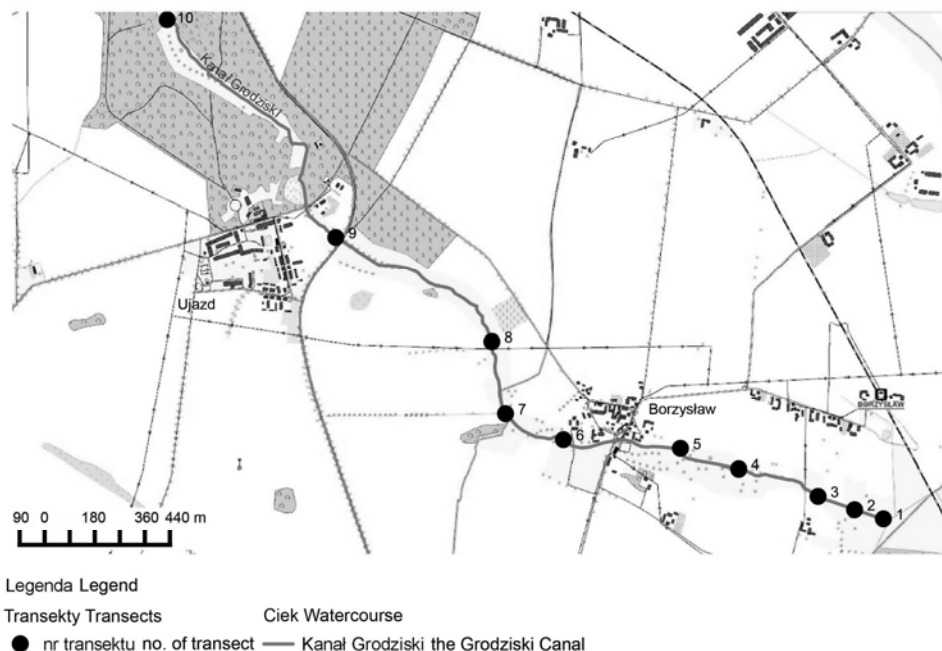 10
Kanał Grodziski
9
Ujazd
8
BORZYSŁAW
7
Borzysław
6
5
4
3
2
1
90 0 180 360 440 m
Legenda Legend
Transekty Transects Ciek Watercourse
nr transektu no. of transect Kanał Grodziski the Grodziski Canal